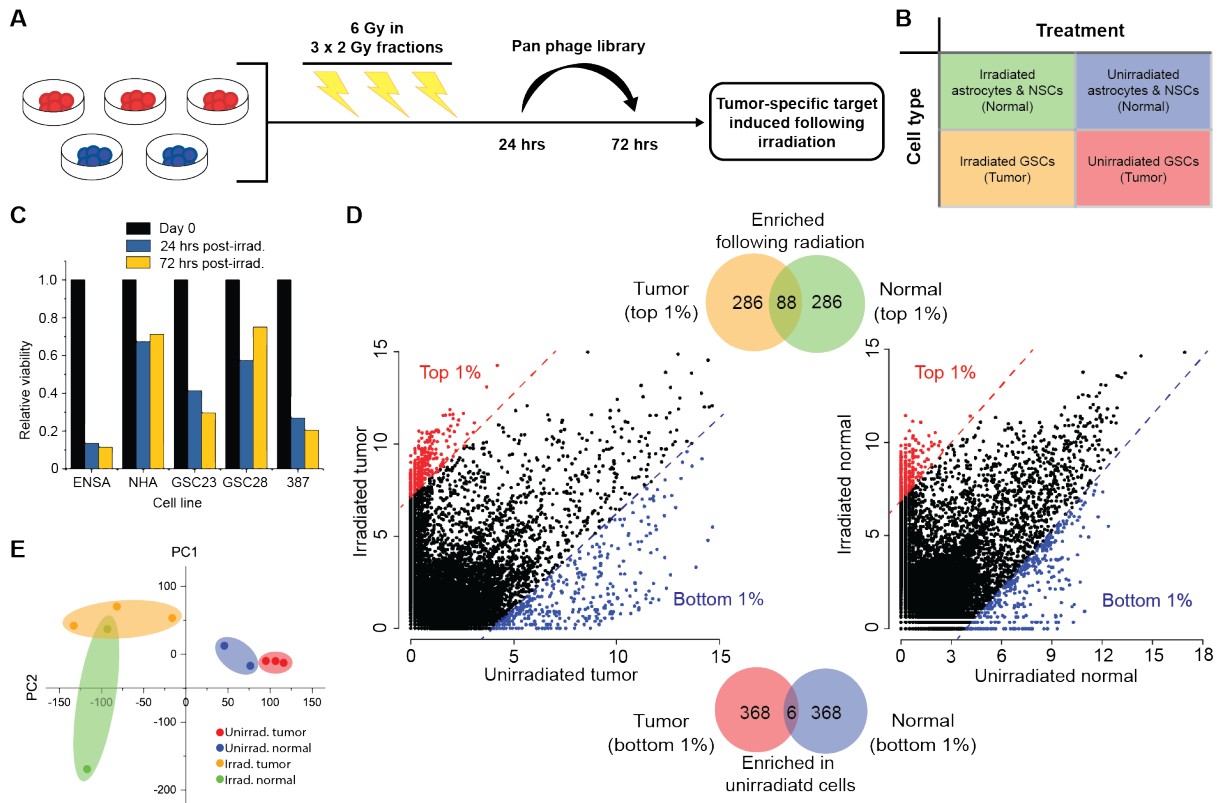 A
6 Gy in
3 x 2 Gy fractions
Pan phage library
24 hrs
72 hrs
Tumor-specific target
induced following
irradiation
B
Treatment
Cell type
Irradiated
astrocytes & NSCs
(Normal)
Unirradiated
astrocytes & NSCs
(Normal)
Irradiated GSCs
(Tumor)
Unirradiated GSCs
(Tumor)
C
Day 0
24 hrs post-irrad.
72 hrs post-irrad.
Relative viability
1.0
0.8
0.6
0.4
0.2
0
ENSA NHA GSC23 GSC28 387
Cell line
D
Enriched
following radiation
Tumor
(top 1%)
286 88 286
Normal
(top 1%)
Top 1%
Bottom 1%
Irradiated tumor
15
10
5
0
0 5 10 15
Unirradiated tumor
Top 1%
Bottom 1%
Irradiated normal
15
10
5
0
0 3 6 9 12 15 18
Unirradiated normal
Tumor
(bottom 1%)
368 6 368
Normal
(bottom 1%)
Enriched in
unirradiatd cells
E
PC1
PC2
100
50
0
-50
-100
-150
-200
-150 -100 -50 0 50 100 150
Unirrad. tumor
Unirrad. normal
Irrad. tumor
Irrad. normal